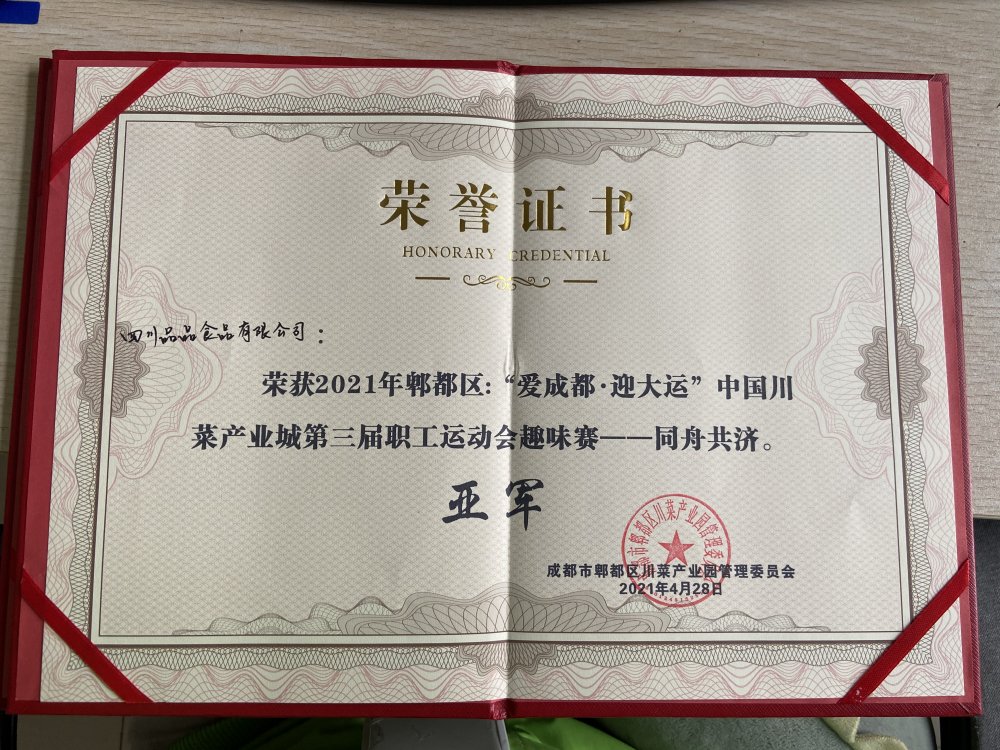 荣誉证书
HONORARY CREDENTIAL
四川品品食品有限公司：
荣获2021年郫都区：“爱成都·迎大运”中国川
菜产业城第三届职工运动会趣味赛——同舟共济。
亚军
成都市郫都区川菜产业园管理委员会
2021年4月28日